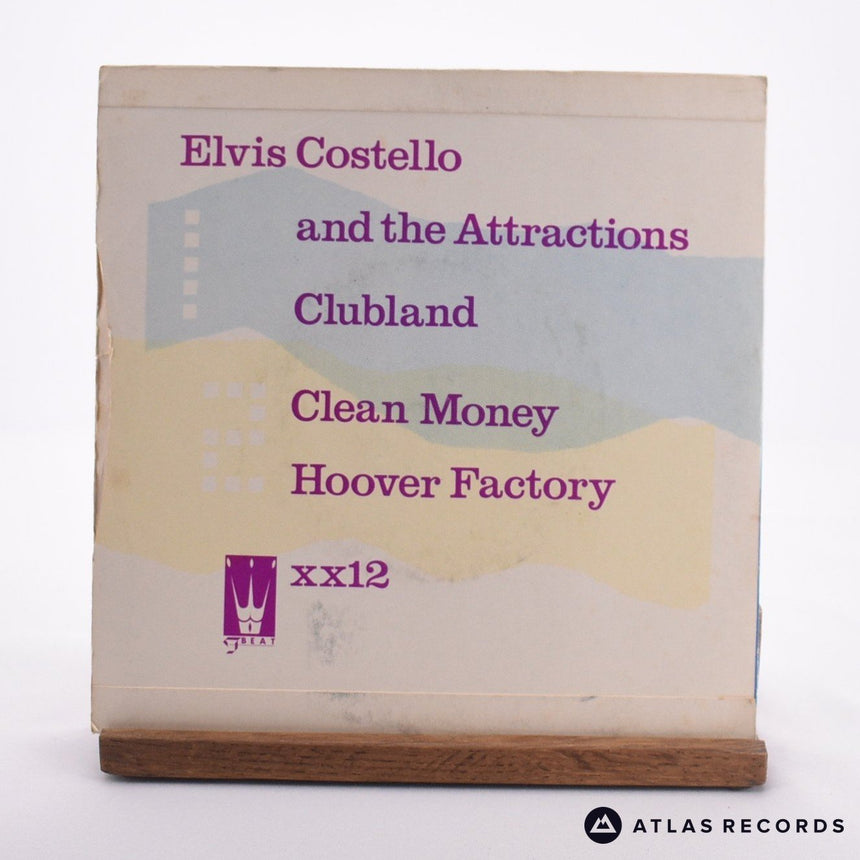 Elvis Costello
and the Attractions
Clubland
Clean Money
Hoover Factory
xx12
F BEAT
ATLAS RECORDS